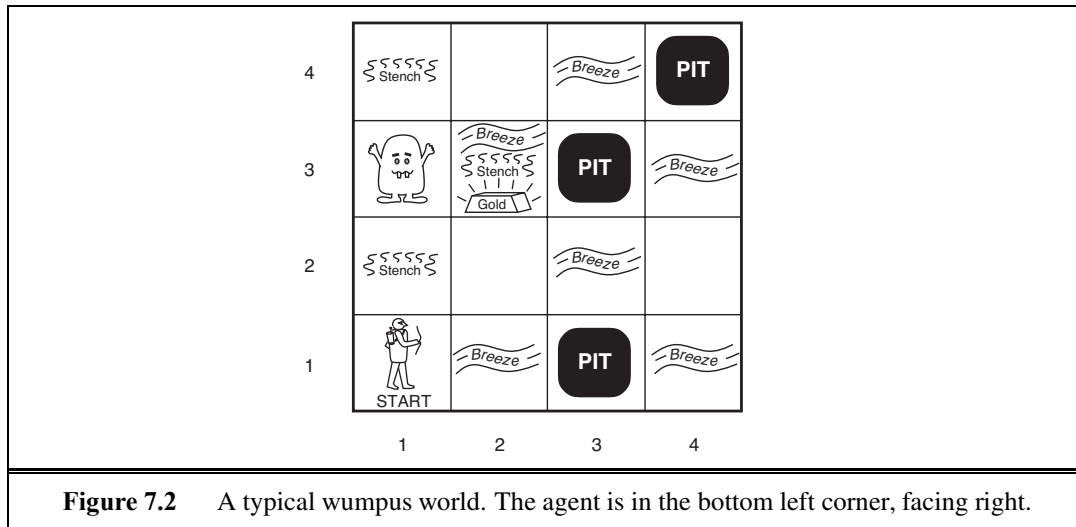 4 Stench Breeze PIT
Breeze
3 Stench PIT Breeze
Gold
2 Stench Breeze
1 Breeze PIT Breeze
START
1 2 3 4
Figure 7.2 A typical wumpus world. The agent is in the bottom left corner, facing right.